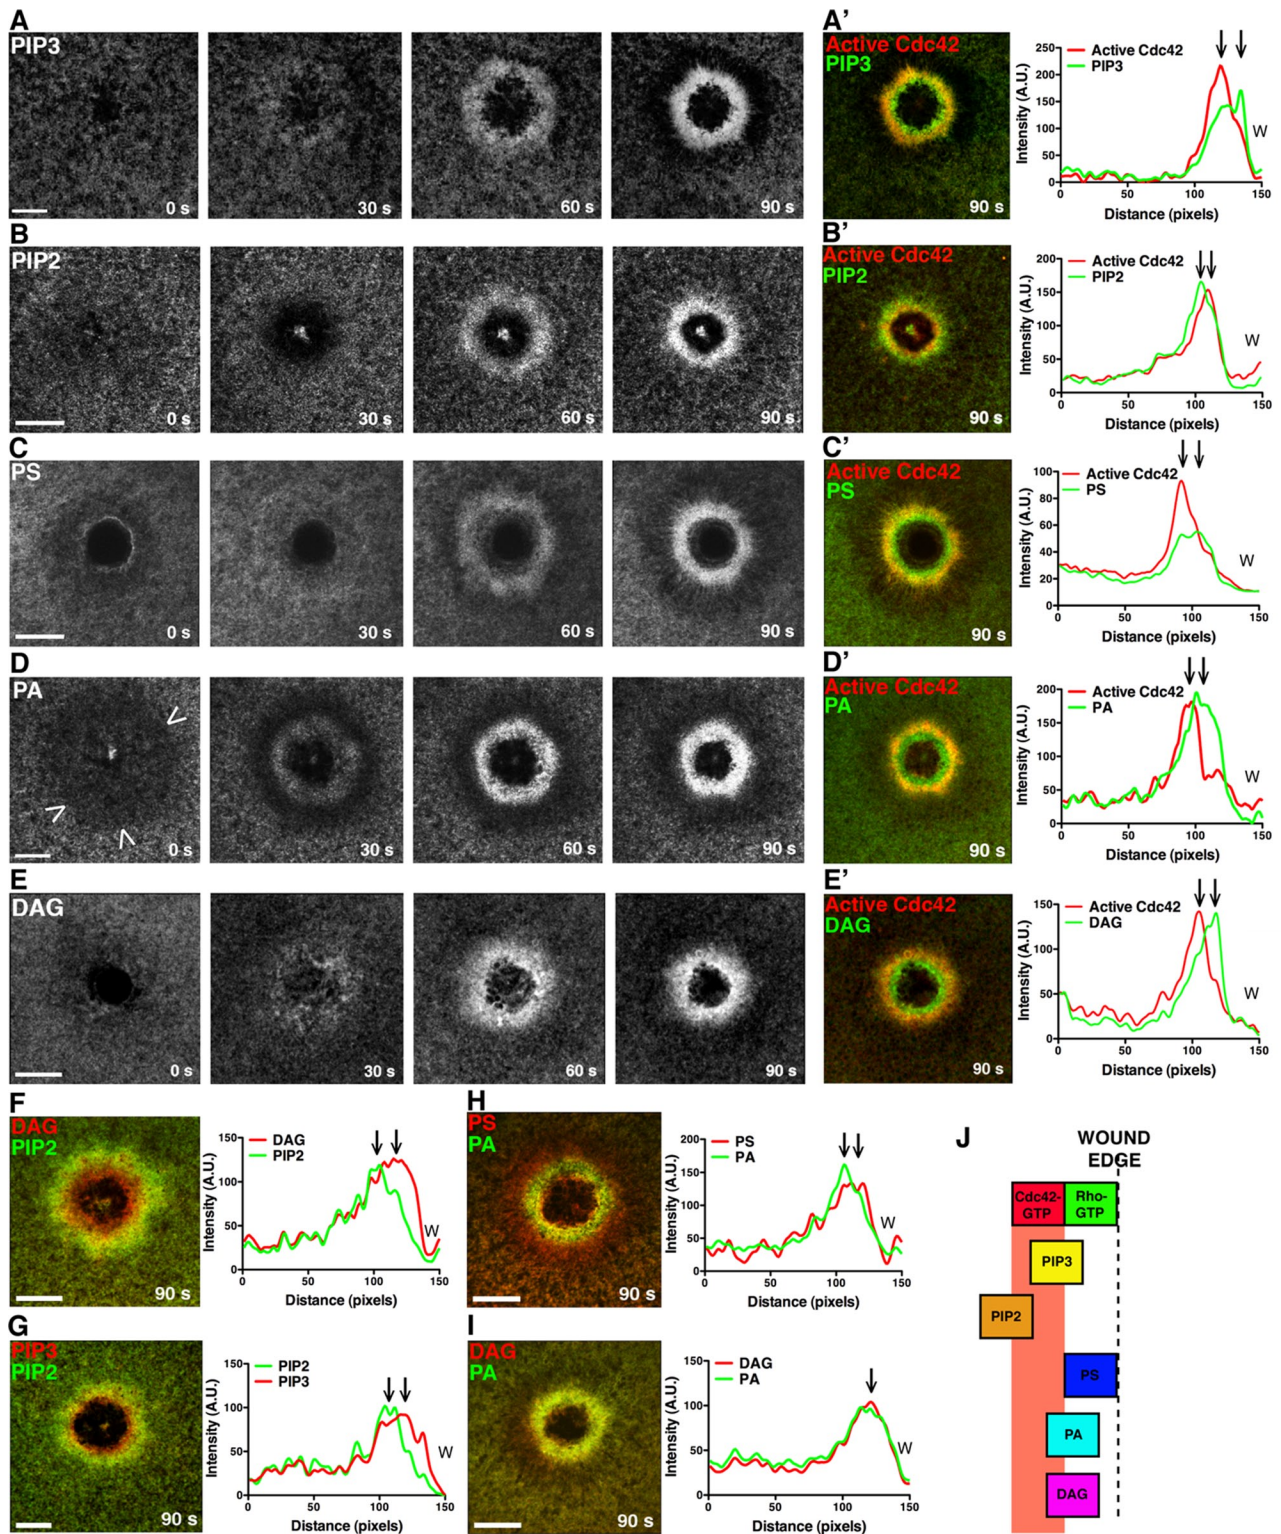 A
PIP3
0 s
30 s
60 s
90 s
A’
Active Cdc42
PIP3
90 s
Intensity (A.U.)
250
200
150
100
50
0
Active Cdc42
PIP3
W
0
50
100
150
Distance (pixels)
B
PIP2
0 s
30 s
60 s
90 s
B’
Active Cdc42
PIP2
90 s
Intensity (A.U.)
200
150
100
50
0
Active Cdc42
PIP2
W
0
50
100
150
Distance (pixels)
C
PS
0 s
30 s
60 s
90 s
C’
Active Cdc42
PS
90 s
Intensity (A.U.)
100
80
60
40
20
0
Active Cdc42
PS
W
0
50
100
150
Distance (pixels)
D
PA
0 s
30 s
60 s
90 s
D’
Active Cdc42
PA
90 s
Intensity (A.U.)
200
150
100
50
0
Active Cdc42
PA
W
0
50
100
150
Distance (pixels)
E
DAG
0 s
30 s
60 s
90 s
E’
Active Cdc42
DAG
90 s
Intensity (A.U.)
150
100
50
0
Active Cdc42
DAG
W
0
50
100
150
Distance (pixels)
F
DAG
PIP2
90 s
Intensity (A.U.)
150
100
50
0
DAG
PIP2
W
0
50
100
150
Distance (pixels)
H
PS
PA
90 s
Intensity (A.U.)
200
150
100
50
0
PS
PA
W
0
50
100
150
Distance (pixels)
G
PIP3
PIP2
90 s
Intensity (A.U.)
150
100
50
0
PIP2
PIP3
W
0
50
100
150
Distance (pixels)
I
DAG
PA
90 s
Intensity (A.U.)
150
100
50
0
DAG
PA
W
0
50
100
150
Distance (pixels)
J
WOUND
EDGE
Cdc42-
GTP
Rho-
GTP
PIP3
PIP2
PS
PA
DAG